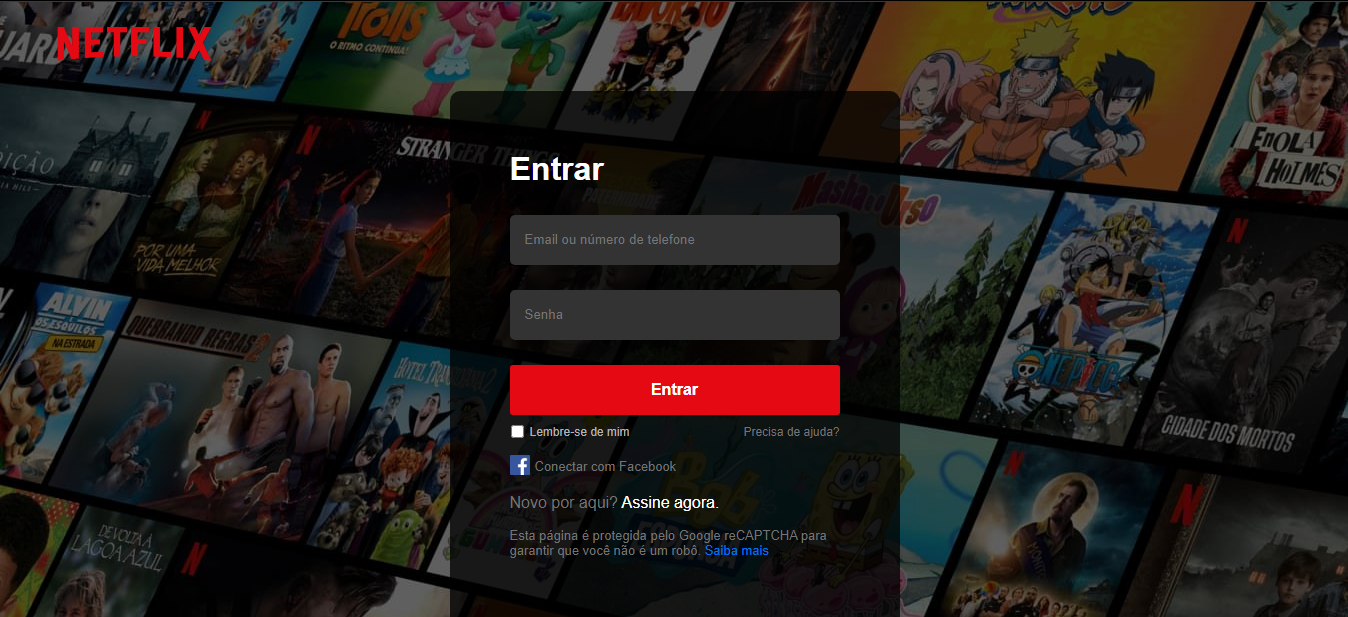 NETFLIX
Trolls
O RITMO CONTINUA!
STRANGER THINGS
ENOLA
HOLMES
Masha e o Urso
POR UMA
VIDA MELHOR
ALVIN
E OS ESQUILOS
NA ESTRADA
QUEBRANDO REGRAS 2
ONE PIECE
CIDADE DOS MORTOS
DE VOLTA À
LAGOA AZUL
Entrar
Email ou número de telefone
Senha
Entrar
Lembre-se de mim
Precisa de ajuda?
Conectar com Facebook
Novo por aqui? Assine agora.
Esta página é protegida pelo Google reCAPTCHA para
garantir que você não é um robô. Saiba mais